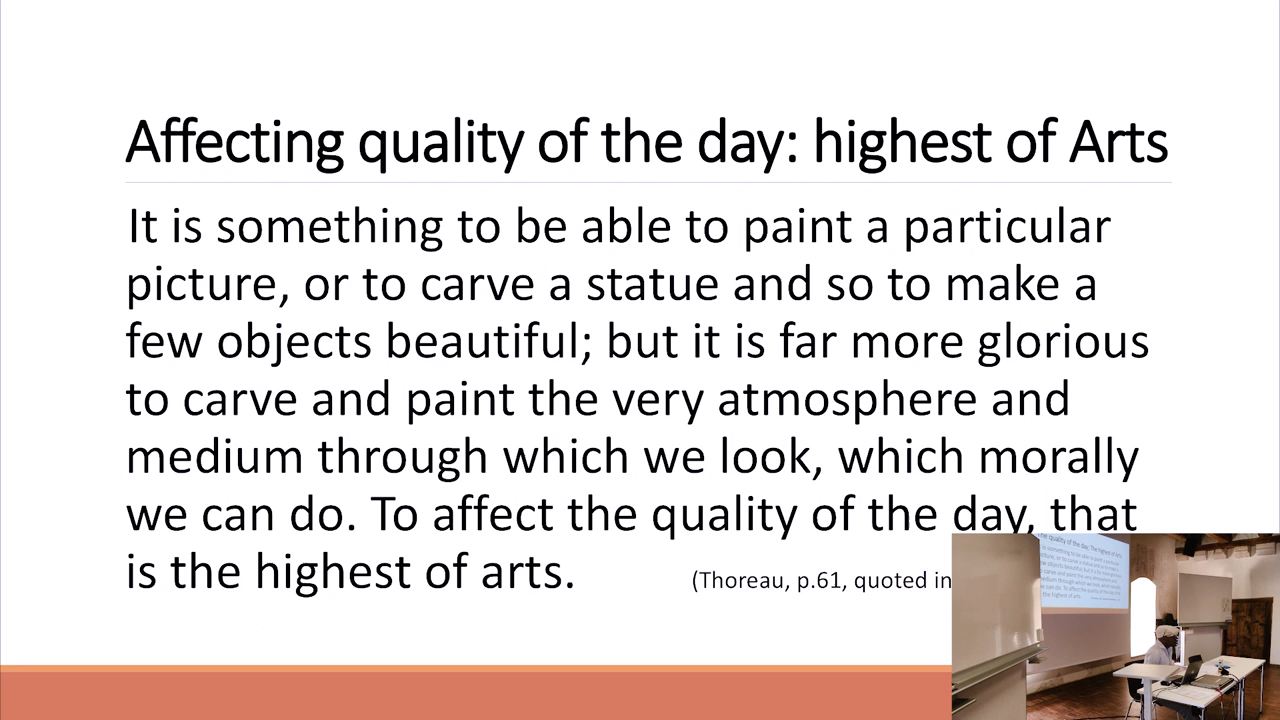 Affecting quality of the day: highest of Arts
It is something to be able to paint a particular
picture, or to carve a statue and so to make a
few objects beautiful; but it is far more glorious
to carve and paint the very atmosphere and
medium through which we look, which morally
we can do. To affect the quality of the day, that
is the highest of arts.
(Thoreau, p.61, quoted in